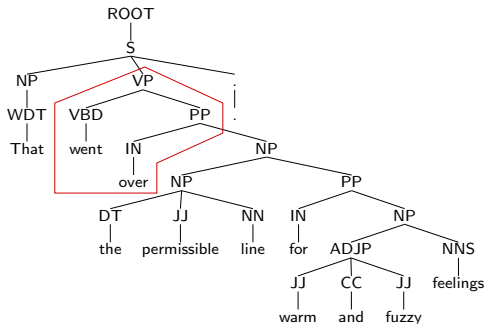 ROOT
S
NP VP .
WDT VBD PP .
That went IN NP
over NP PP
DT JJ NN IN NP
the permissible line for ADJP NNS
JJ CC JJ feelings
warm and fuzzy